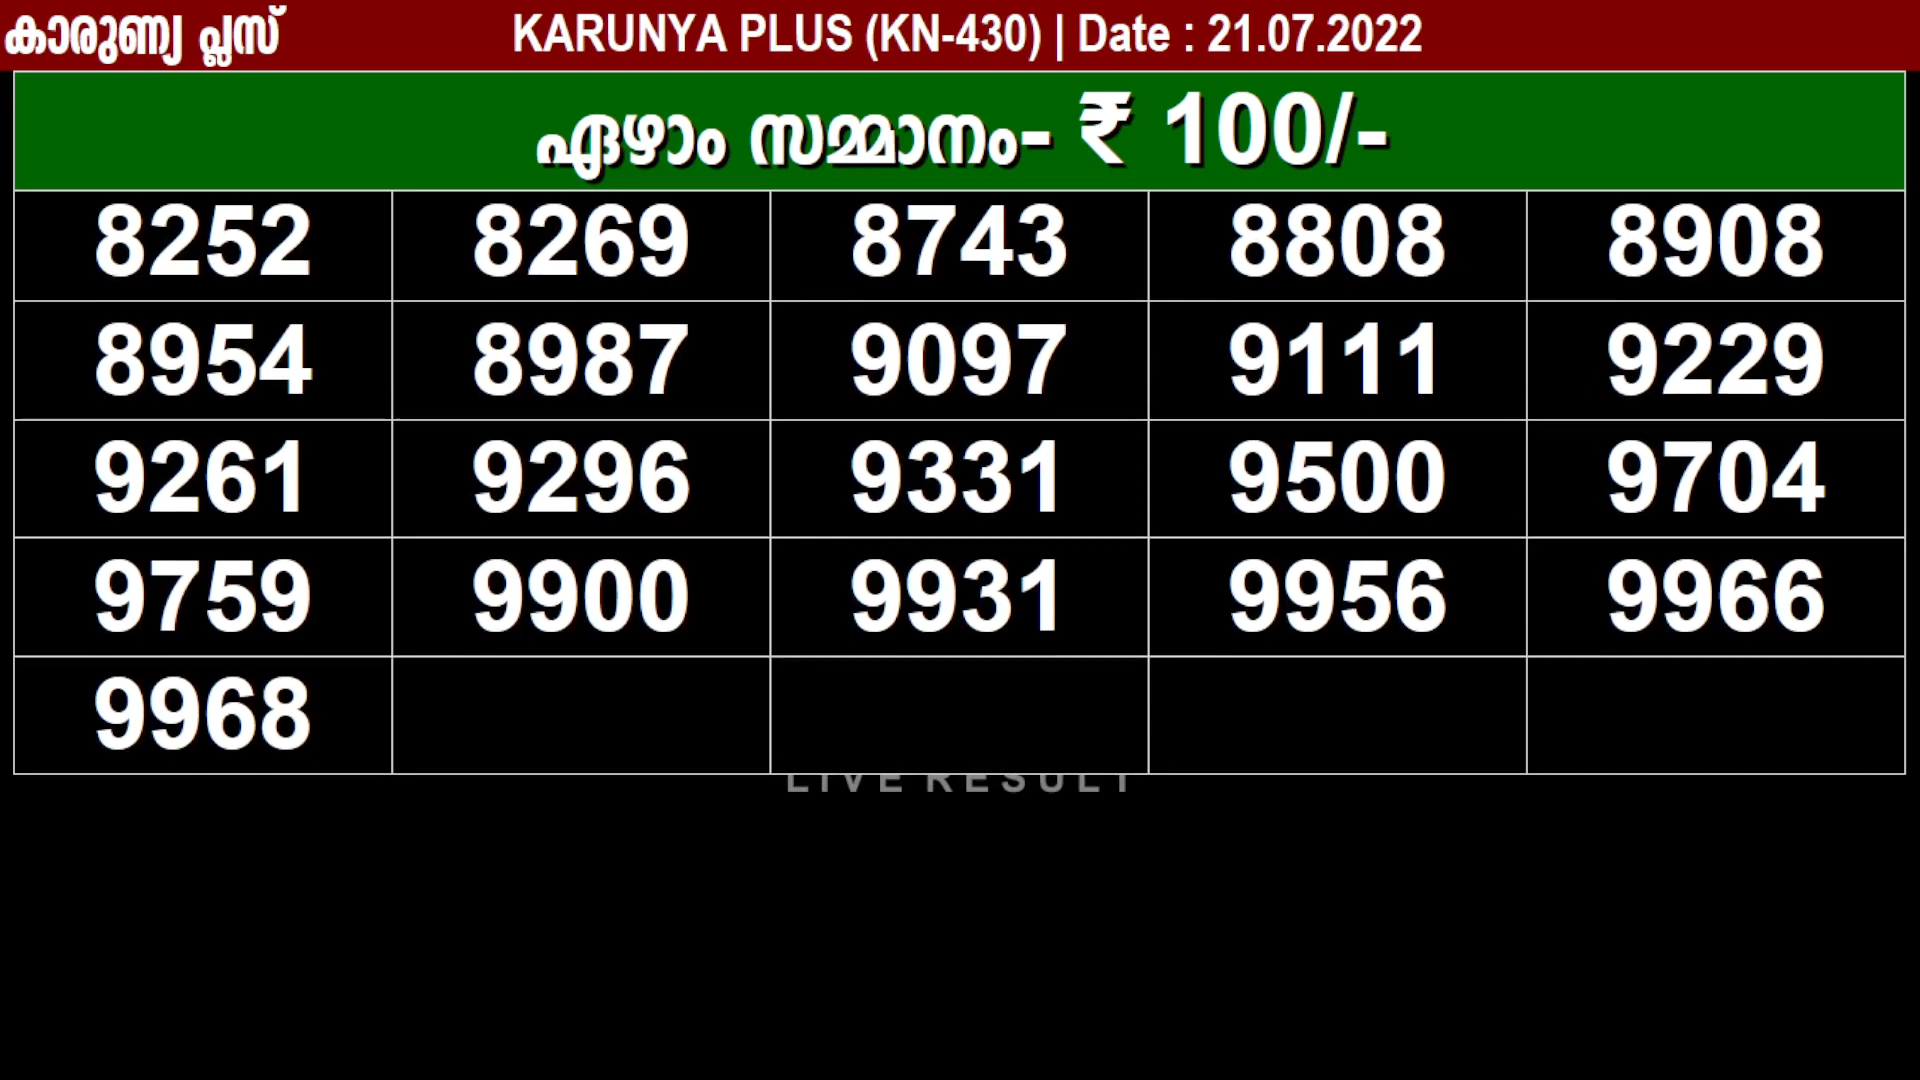 കാരുണ്യ പ്ലസ് KARUNYA PLUS (KN-430) | Date : 21.07.2022
ഏഴാം സമ്മാനം- ₹ 100/-
8252 8269 8743 8808 8908
8954 8987 9097 9111 9229
9261 9296 9331 9500 9704
9759 9900 9931 9956 9966
9968
LIVE RESULT